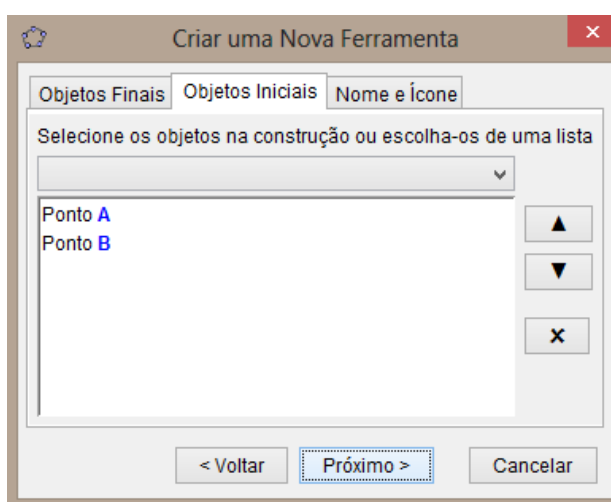 Criar uma Nova Ferramenta
Objetos Finais Objetos Iniciais Nome e Ícone
Selecione os objetos na construção ou escolha-os de uma lista
Ponto A
Ponto B
< Voltar Próximo > Cancelar